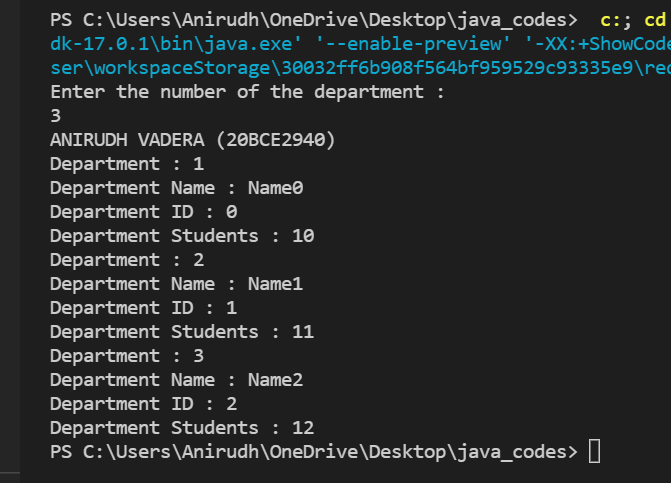 PS C:\Users\Anirudh\OneDrive\Desktop\java_codes>  c:; cd
dk-17.0.1\bin\java.exe' '--enable-preview' '-XX:+ShowCode
ser\workspaceStorage\30032ff6b908f564bf959529c93335e9\red
Enter the number of the department :
3
ANIRUDH VADERA (20BCE2940)
Department : 1
Department Name : Name0
Department ID : 0
Department Students : 10
Department : 2
Department Name : Name1
Department ID : 1
Department Students : 11
Department : 3
Department Name : Name2
Department ID : 2
Department Students : 12
PS C:\Users\Anirudh\OneDrive\Desktop\java_codes>